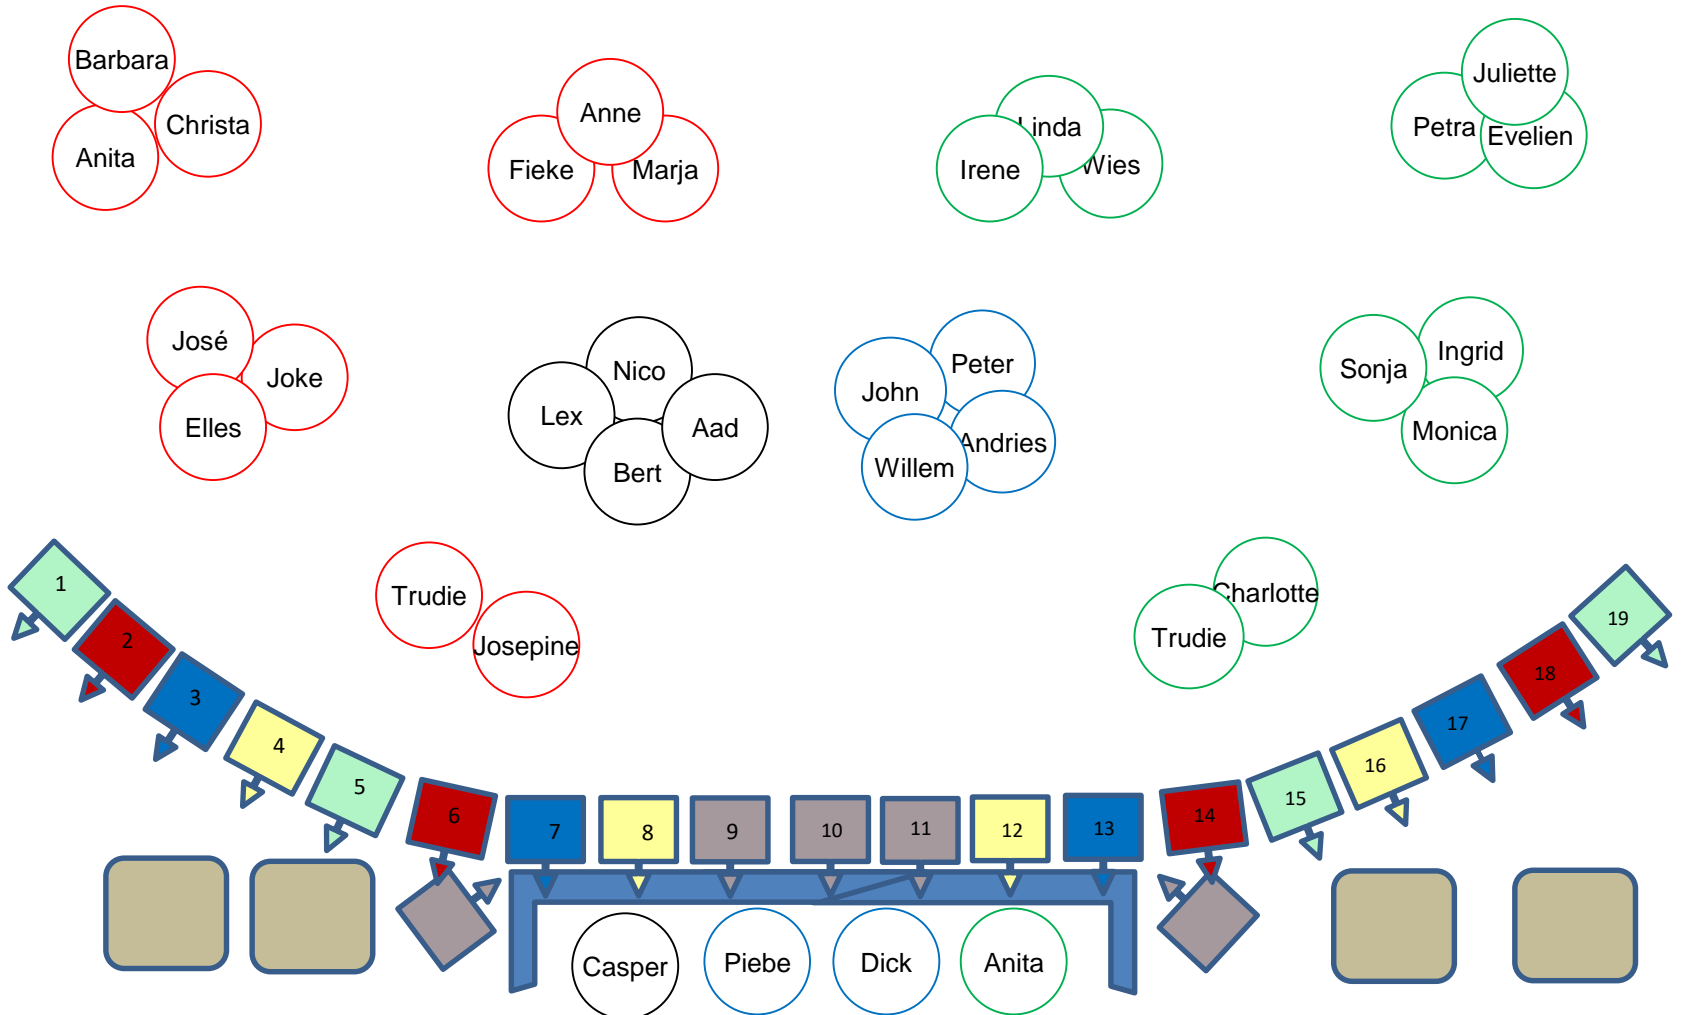 Barbara
Christa
Anita
Anne
Fieke
Marja
Linda
Irene
Wies
Juliette
Petra
Evelien
José
Joke
Elles
Nico
Lex
Aad
Bert
Peter
John
Andries
Willem
Ingrid
Sonja
Monica
Trudie
Josepine
Charlotte
Trudie
1
2
3
4
5
6
7
8
9
10
11
12
13
14
15
16
17
18
19
Casper
Piebe
Dick
Anita